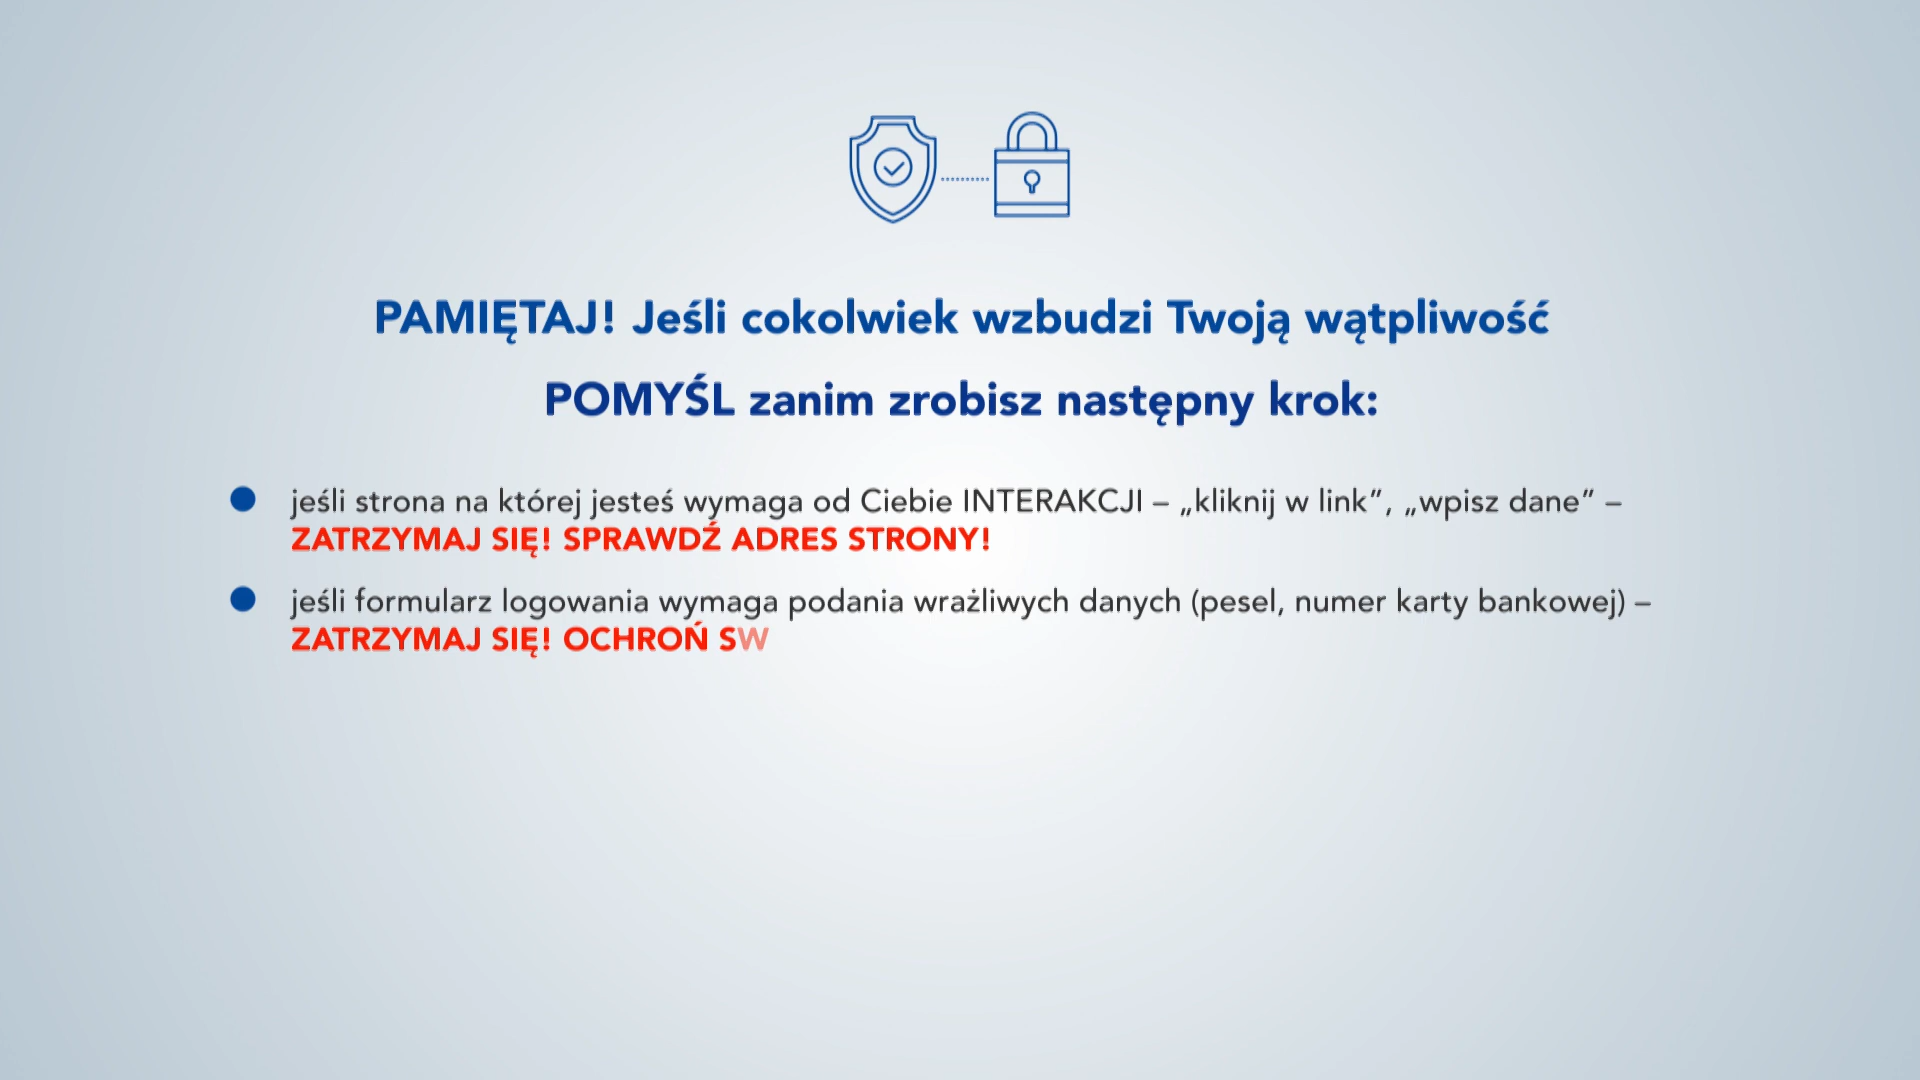 PAMIĘTAJ! Jeśli cokolwiek wzbudzi Twoją wątpliwość
POMYŚL zanim zrobisz następny krok:
jeśli strona na której jesteś wymaga od Ciebie INTERAKCJI – „kliknij w link”, „wpisz dane” –
ZATRZYMAJ SIĘ! SPRAWDŹ ADRES STRONY!
jeśli formularz logowania wymaga podania wrażliwych danych (pesel, numer karty bankowej) –
ZATRZYMAJ SIĘ! OCHROŃ SW